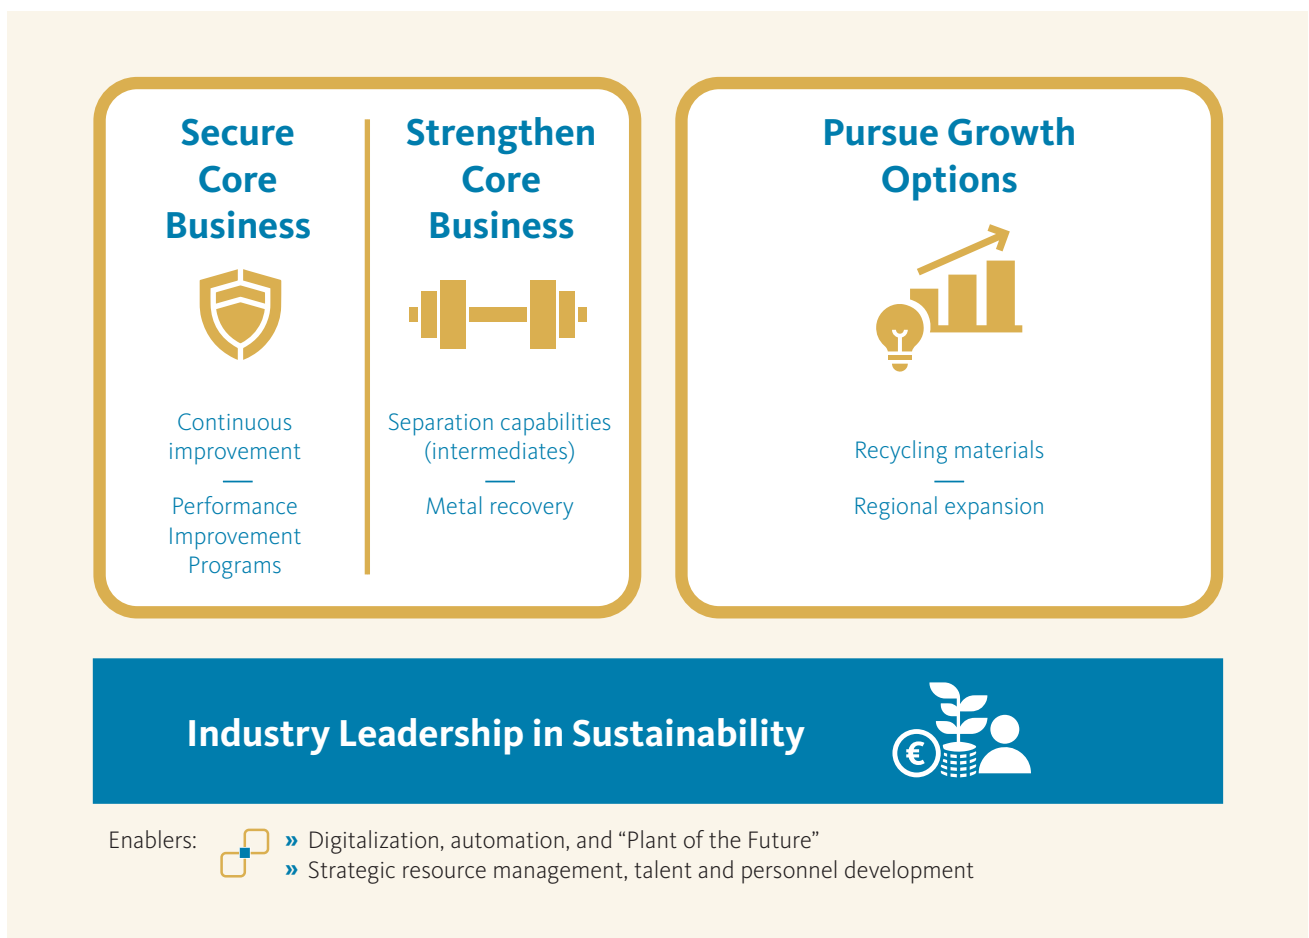 Secure
Core
Business
Continuous
improvement
Performance
Improvement
Programs
Strengthen
Core
Business
Separation capabilities
(intermediates)
Metal recovery
Pursue Growth
Options
Recycling materials
Regional expansion
Industry Leadership in Sustainability
€
Enablers:
» Digitalization, automation, and “Plant of the Future”
» Strategic resource management, talent and personnel development